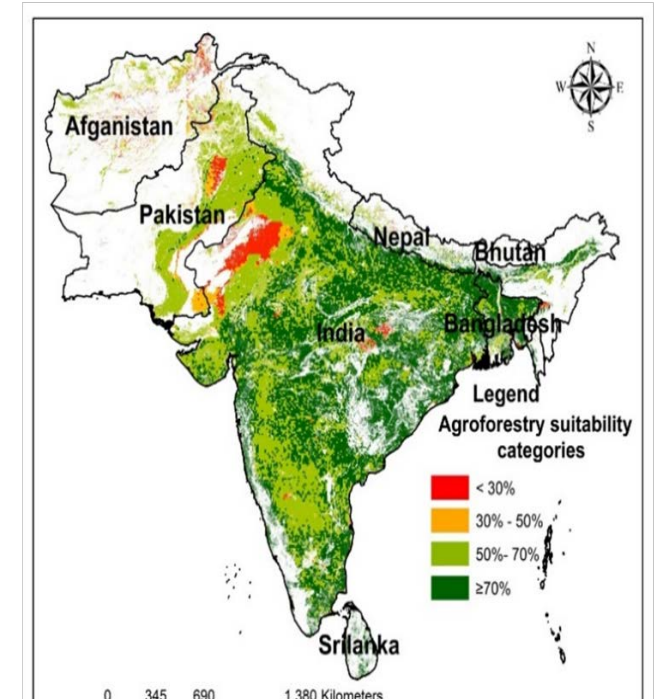 N
W E
S
Afganistan
Pakistan
Nepal
Bhutan
India
Bangladesh
Legend
Agroforestry suitability
categories
< 30%
30% - 50%
50%- 70%
≥70%
Srilanka
0 345 690 1,380 Kilometers